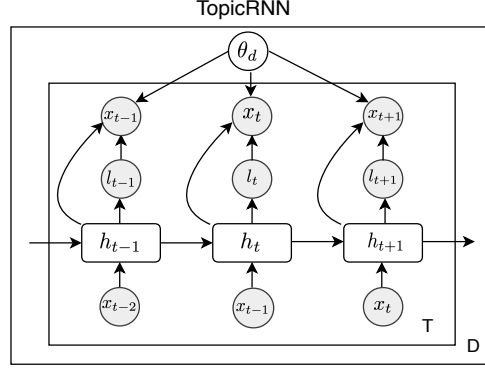 TopicRNN
θ_d
x_{t−1} x_t x_{t+1}
l_{t−1} l_t l_{t+1}
h_{t−1} h_t h_{t+1}
x_{t−2} x_{t−1} x_t
T
D